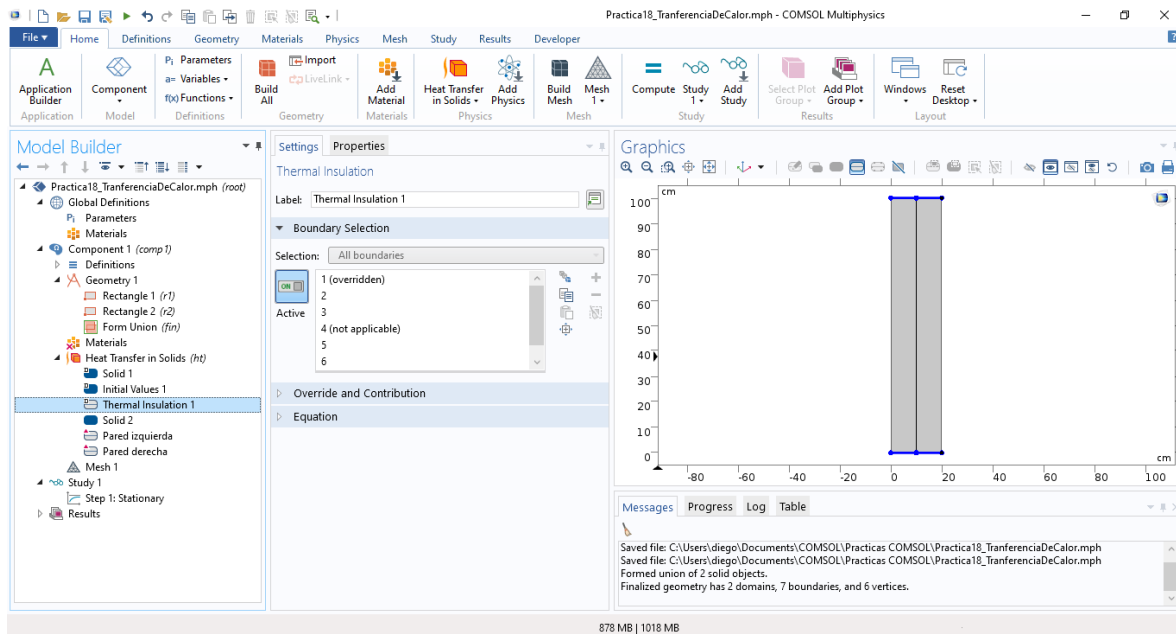 Practica18_TranferenciaDeCalor.mph - COMSOL Multiphysics
File Home Definitions Geometry Materials Physics Mesh Study Results Developer
Application Builder
Application
Component
Model
Pi Parameters
a= Variables
f(x) Functions
Definitions
Build All
Import
LiveLink
Geometry
Add Material
Materials
Heat Transfer in Solids
Add Physics
Physics
Build Mesh
Mesh 1
Mesh
Compute
Study 1
Add Study
Study
Select Plot Group
Add Plot Group
Results
Windows
Reset Desktop
Layout
Model Builder
Practica18_TranferenciaDeCalor.mph (root)
Global Definitions
Pi Parameters
Materials
Component 1 (comp1)
Definitions
Geometry 1
Rectangle 1 (r1)
Rectangle 2 (r2)
Form Union (fin)
Materials
Heat Transfer in Solids (ht)
Solid 1
Initial Values 1
Thermal Insulation 1
Solid 2
Pared izquierda
Pared derecha
Mesh 1
Study 1
Step 1: Stationary
Results
Settings Properties
Thermal Insulation
Label: Thermal Insulation 1
Boundary Selection
Selection: All boundaries
ON
Active
1 (overridden)
2
3
4 (not applicable)
5
6
Override and Contribution
Equation
Graphics
cm
100
90
80
70
60
50
40
30
20
10
0
cm
-80 -60 -40 -20 0 20 40 60 80 100
Messages Progress Log Table
Saved file: C:\Users\diego\Documents\COMSOL\Practicas COMSOL\Practica18_TranferenciaDeCalor.mph
Saved file: C:\Users\diego\Documents\COMSOL\Practicas COMSOL\Practica18_TranferenciaDeCalor.mph
Formed union of 2 solid objects.
Finalized geometry has 2 domains, 7 boundaries, and 6 vertices.
878 MB | 1018 MB